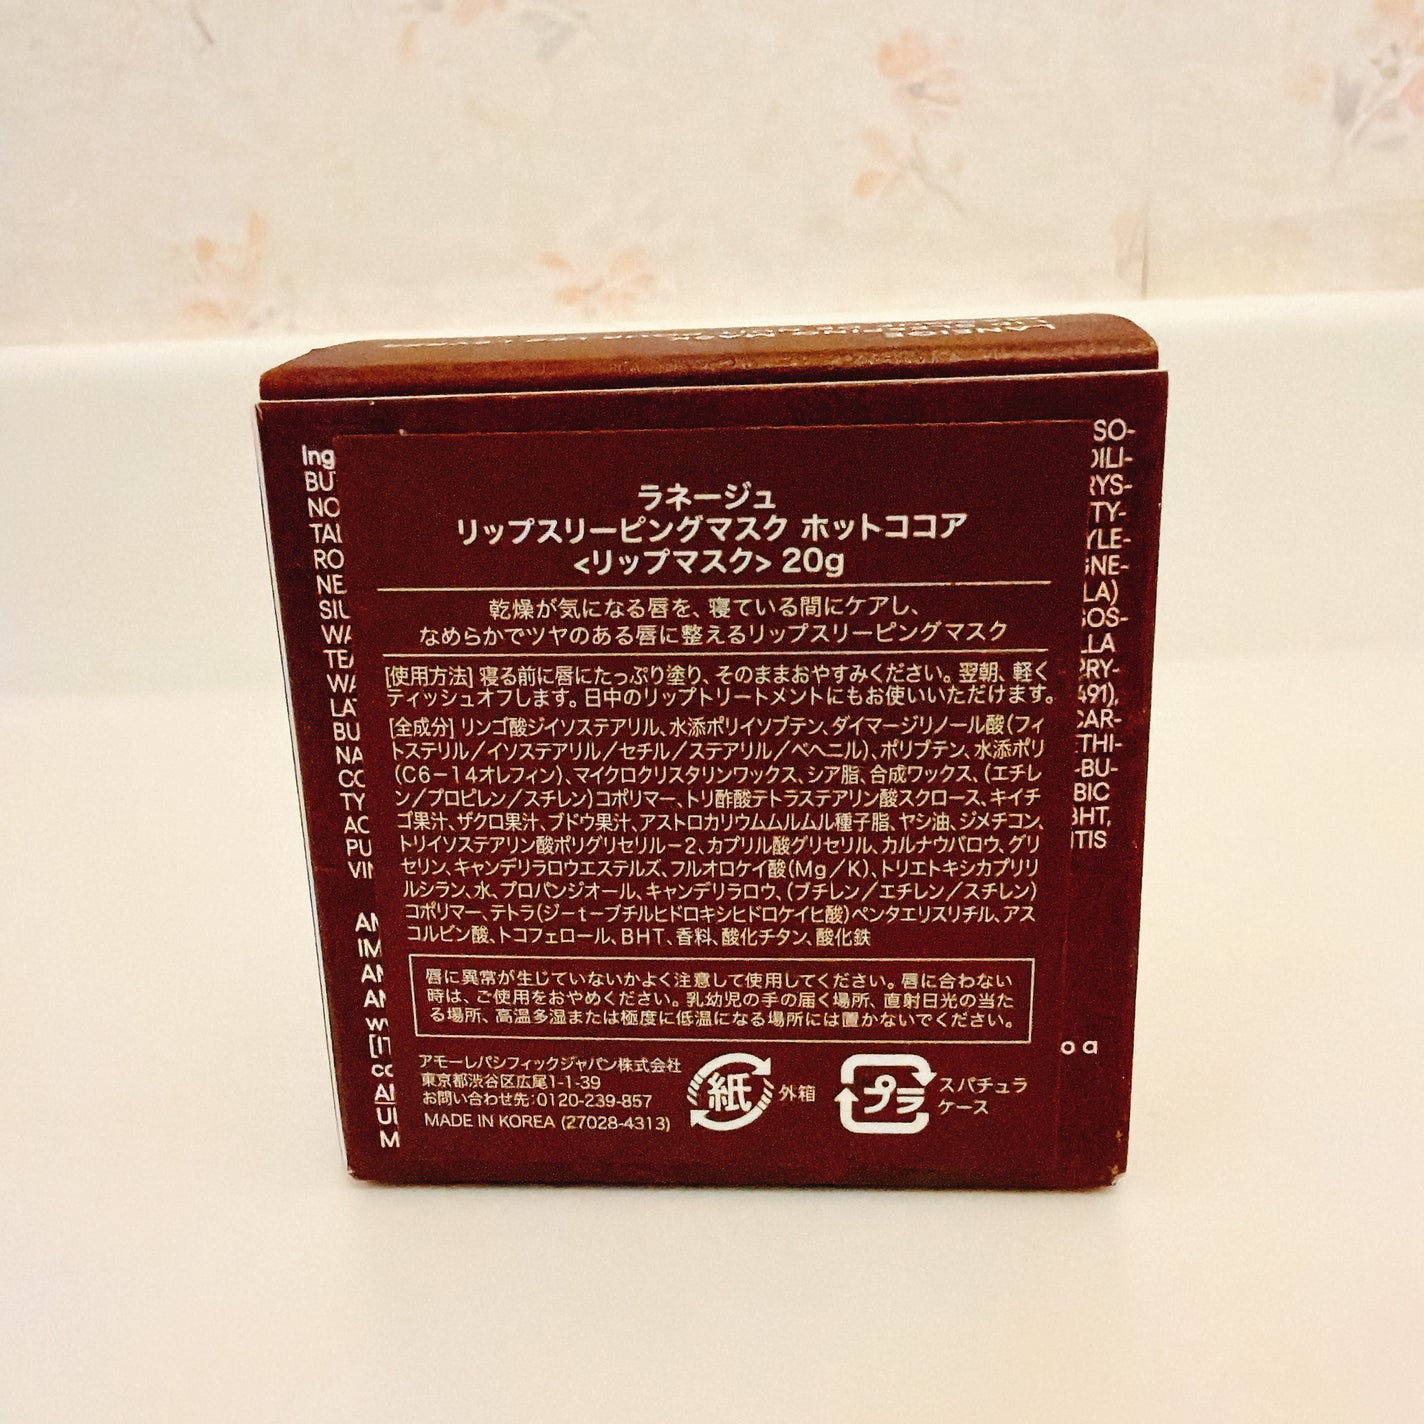 ラネージュ
リップスリーピングマスク ホットココア
<リップマスク> 20g
乾燥が気になる唇を、寝ている間にケアし、
なめらかでツヤのある唇に整えるリップスリーピングマスク
[使用方法] 寝る前に唇にたっぷり塗り、そのままおやすみください。翌朝、軽く
ティッシュオフします。日中のリップトリートメントにもお使いいただけます。
[全成分] リンゴ酸ジイソステアリル、水添ポリイソブテン、ダイマージリノール酸(フィ
トステリル/イソステアリル/セチル/ステアリル/ベヘニル)、ポリブテン、水添ポリ
(C6-14オレフィン)、マイクロクリスタリンワックス、シア脂、合成ワックス、(エチレ
ン/プロピレン/スチレン)コポリマー、トリ酢酸テトラステアリン酸スクロース、キイチ
ゴ果汁、ザクロ果汁、ブドウ果汁、アストロカリウムムルムル種子脂、ヤシ油、ジメチコン、
トリイソステアリン酸ポリグリセリル-2、カプリル酸グリセリル、カルナウバロウ、グリ
セリン、キャンデリラロウエステルズ、フルオロケイ酸(Mg/K)、トリエトキシカプリリ
ルシラン、水、プロパンジオール、キャンデリラロウ、(ブチレン/エチレン/スチレン)
コポリマー、テトラ(ジ-t-ブチルヒドロキシヒドロケイヒ酸)ペンタエリスリチル、アス
コルビン酸、トコフェロール、BHT、香料、酸化チタン、酸化鉄
唇に異常が生じていないかよく注意して使用してください。唇に合わない
時は、ご使用をおやめください。乳幼児の手の届く場所、直射日光の当た
る場所、高温多湿または極度に低温になる場所には置かないでください。
アモーレパシフィックジャパン株式会社
東京都渋谷区広尾1-1-39
お問い合わせ先:0120-239-857
MADE IN KOREA (27028-4313)
紙 外箱
プラ スパチュラ
ケース